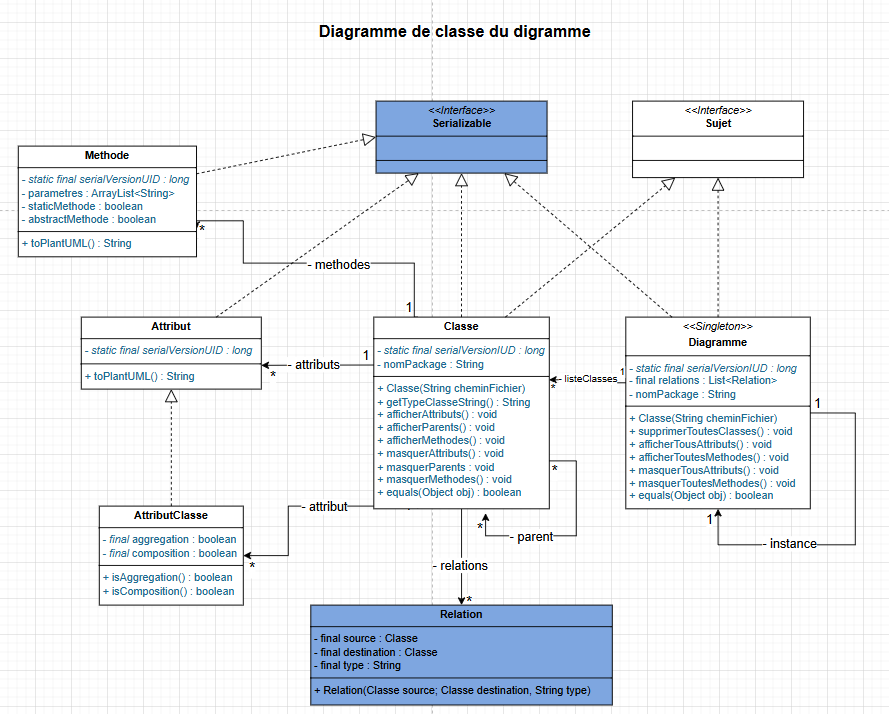 Diagramme de classe du digramme
<<Interface>>
Serializable
<<Interface>>
Sujet
Methode
- static final serialVersionUID : long
- parametres : ArrayList<String>
- staticMethode : boolean
- abstractMethode : boolean
+ toPlantUML() : String
*
- methodes
1
Attribut
- static final serialVersionUID : long
+ toPlantUML() : String
*
- attributs
1
Classe
- static final serialVersionIUD : long
- nomPackage : String
+ Classe(String cheminFichier)
+ getTypeClasseString() : String
+ afficherAttributs() : void
+ afficherParents() : void
+ afficherMethodes() : void
+ masquerAttributs() : void
+ masquerParents : void
+ masquerMethodes() : void
+ equals(Object obj) : boolean
*
- listeClasses
1
<<Singleton>>
Diagramme
- static final serialVersionIUD : long
- final relations : List<Relation>
- nomPackage : String
+ Classe(String cheminFichier)
+ supprimerToutesClasses() : void
+ afficherTousAttributs() : void
+ afficherToutesMethodes() : void
+ masquerTousAttributs() : void
+ masquerToutesMethodes() : void
+ equals(Object obj) : boolean
1
1
- instance
*
*
- parent
AttributClasse
- final aggregation : boolean
- final composition : boolean
+ isAggregation() : boolean
+ isComposition() : boolean
- attribut
*
- relations
*
Relation
- final source : Classe
- final destination : Classe
- final type : String
+ Relation(Classe source; Classe destination, String type)